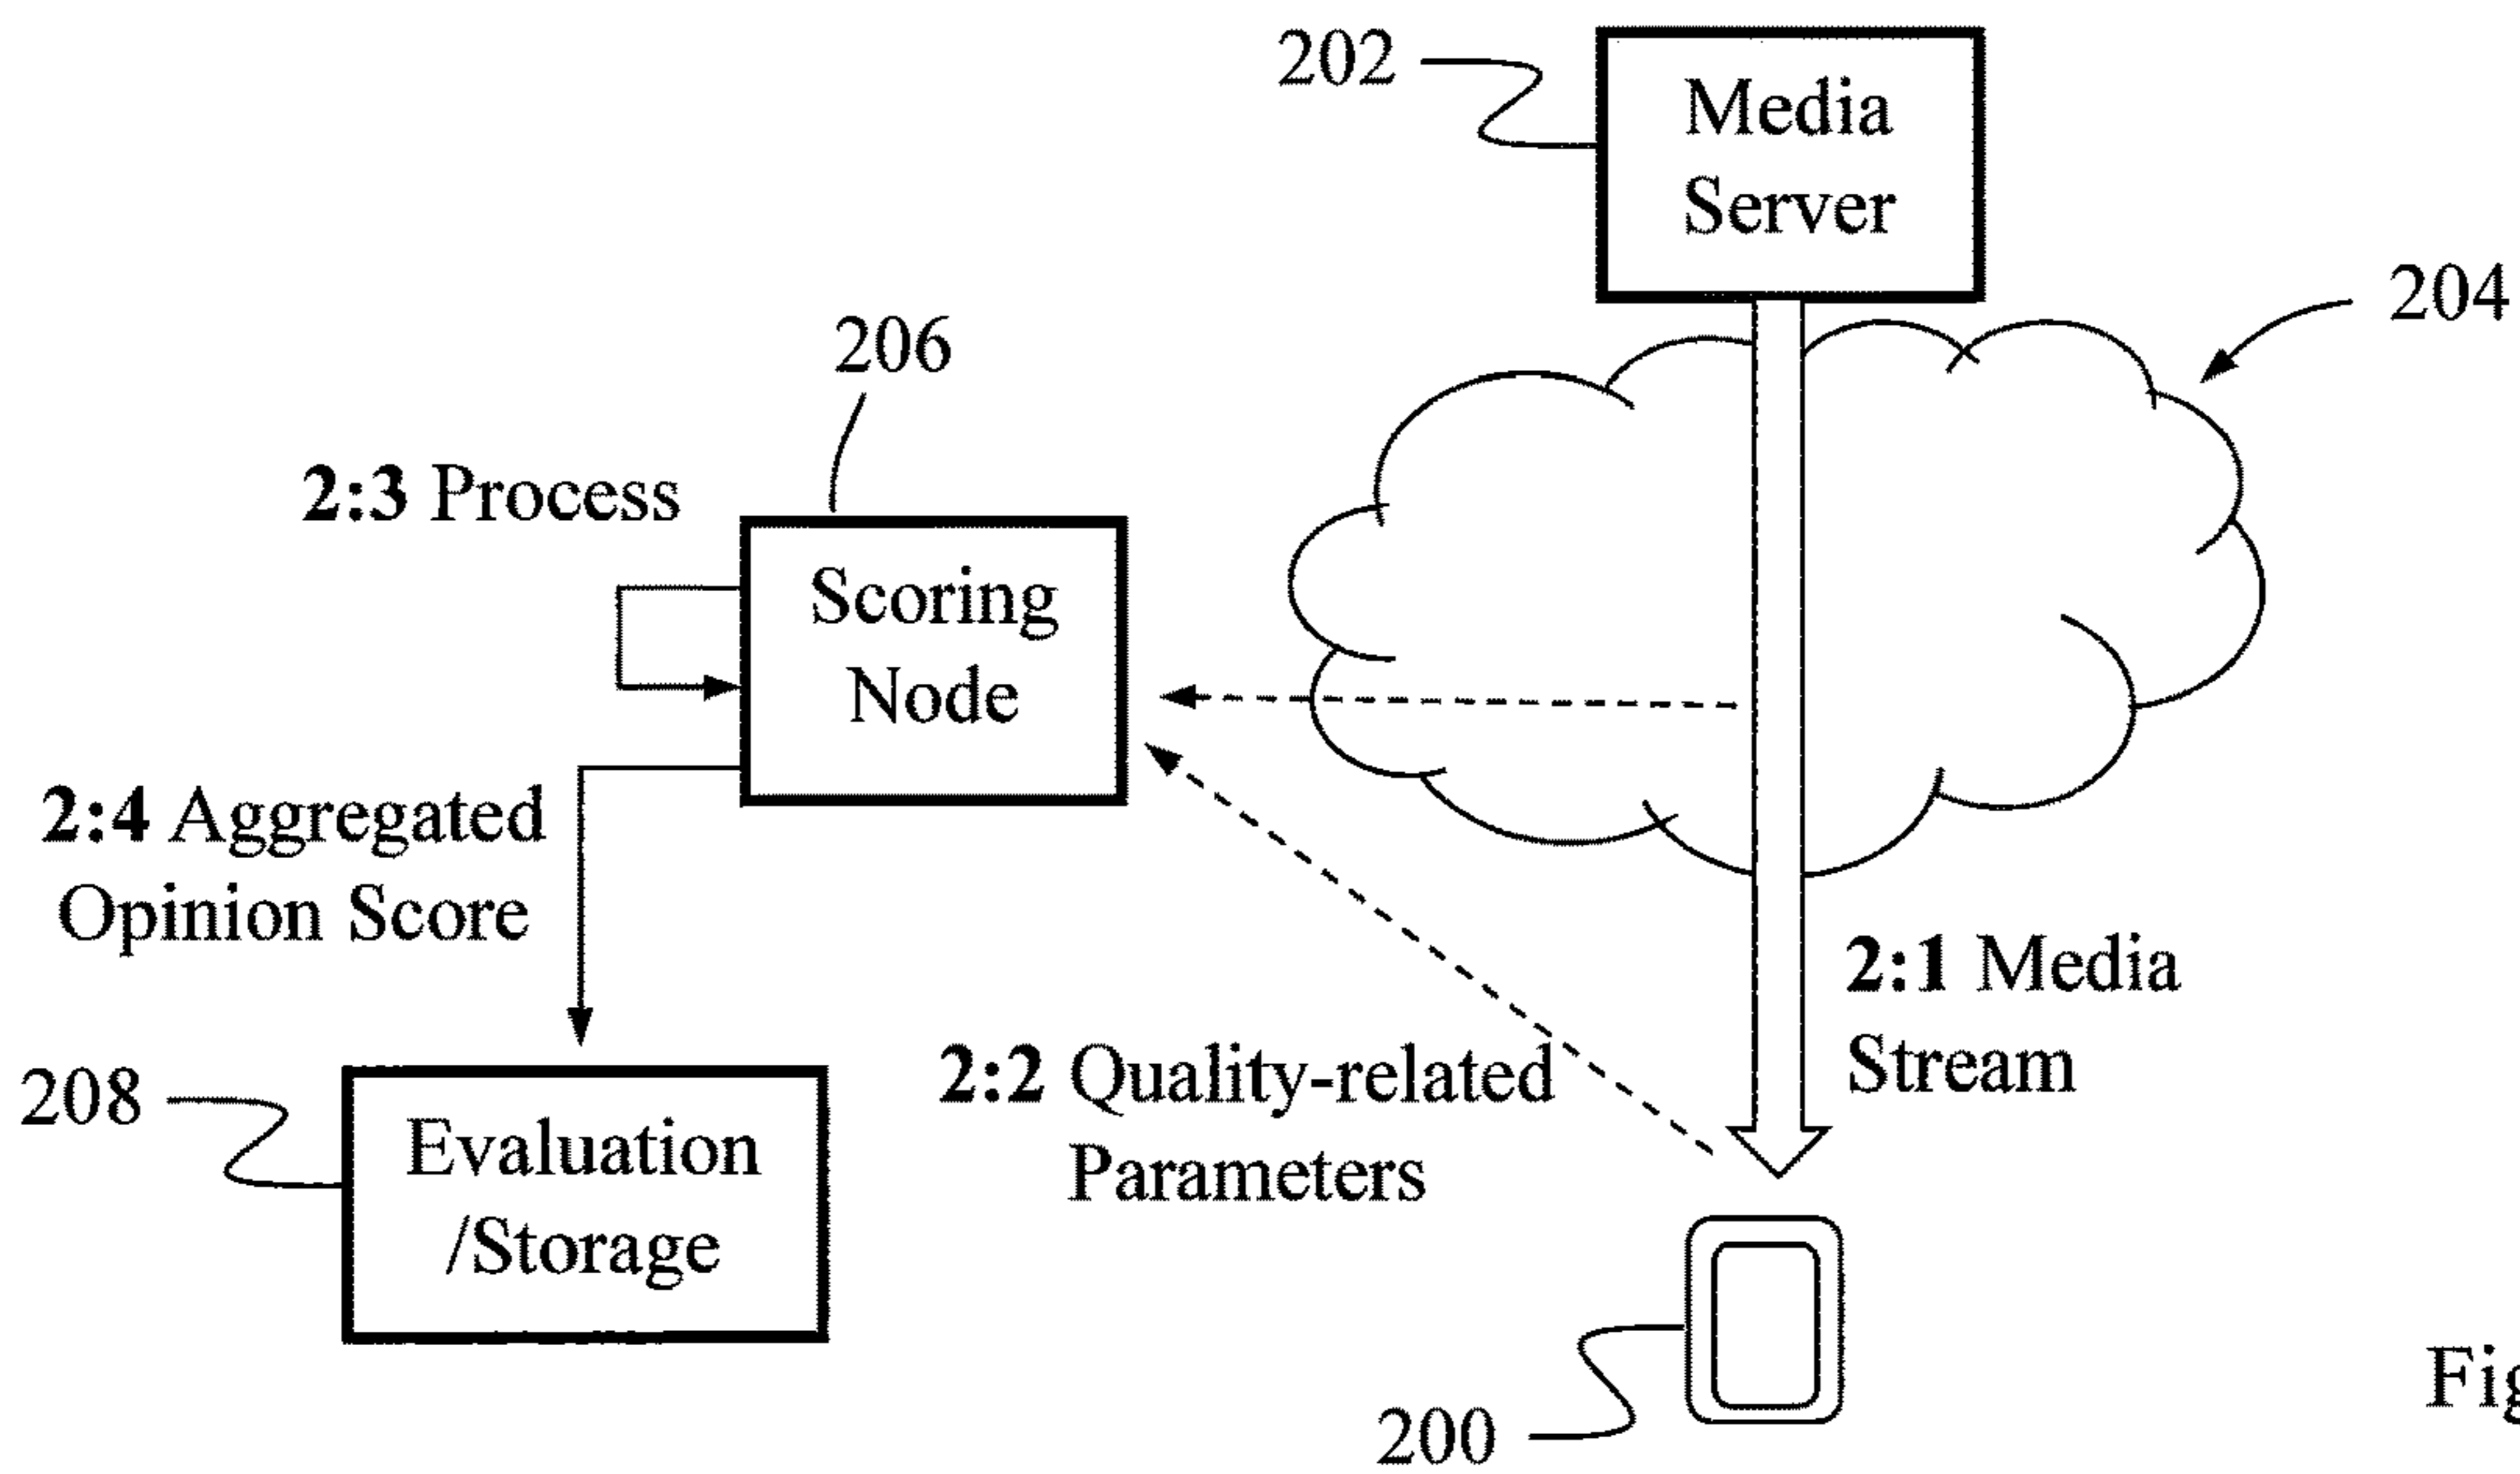 202
Media
Server
204
206
2:3 Process
Scoring
Node
2:4 Aggregated
Opinion Score
2:1 Media
Stream
2:2 Quality-related
Parameters
208
Evaluation
/Storage
200
Fig